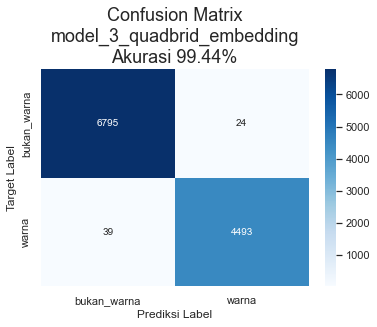 Confusion Matrix
model_3_quadbrid_embedding
Akurasi 99.44%
Target Label
bukan_warna
warna
6795
24
39
4493
bukan_warna
warna
Prediksi Label
6000
5000
4000
3000
2000
1000